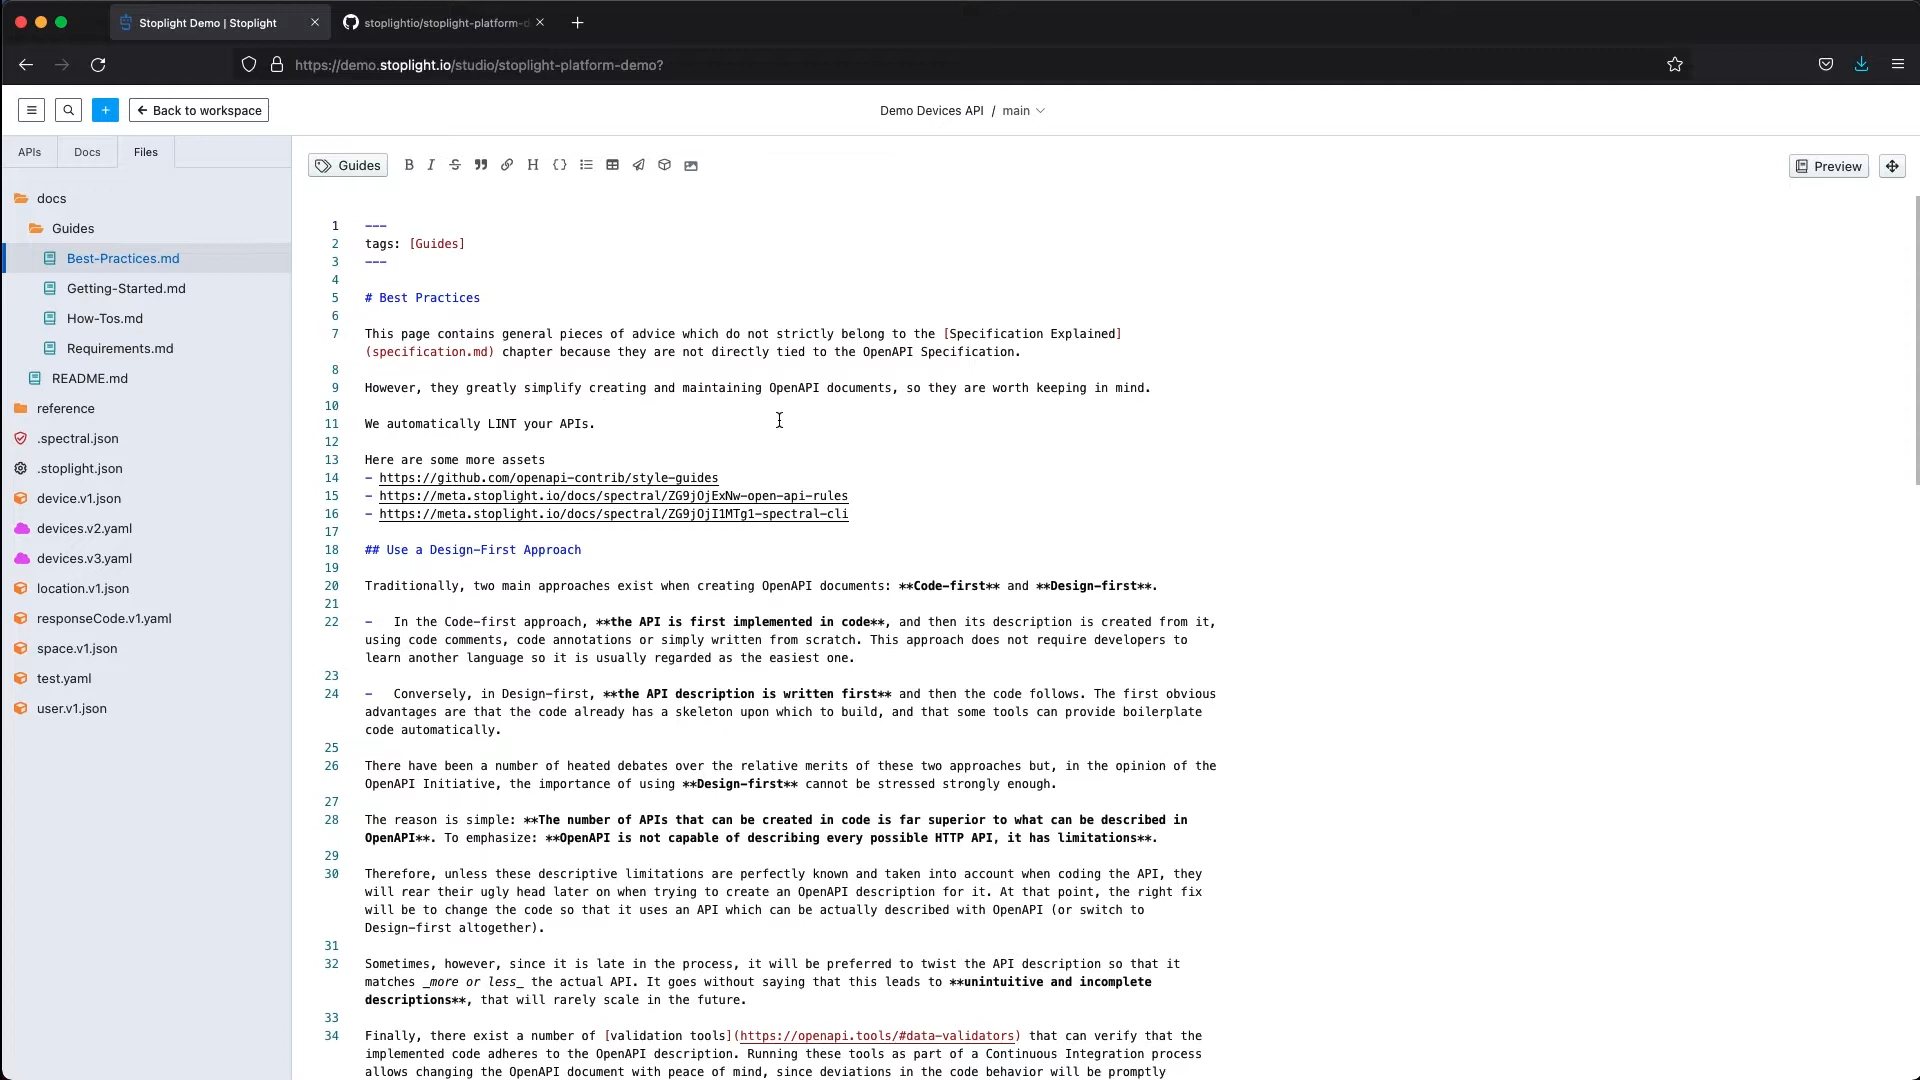 Stoplight Demo | Stoplight
stoplightio/stoplight-platform-d
https://demo.stoplight.io/studio/stoplight-platform-demo?
Back to workspace
Demo Devices API / main
APIs
Docs
Files
docs
Guides
Best-Practices.md
Getting-Started.md
How-Tos.md
Requirements.md
README.md
reference
.spectral.json
.stoplight.json
device.v1.json
devices.v2.yaml
devices.v3.yaml
location.v1.json
responseCode.v1.yaml
space.v1.json
test.yaml
user.v1.json
Guides
Preview
1 ---
2 tags: [Guides]
3 ---
4
5 # Best Practices
6
7 This page contains general pieces of advice which do not strictly belong to the [Specification Explained]
(specification.md) chapter because they are not directly tied to the OpenAPI Specification.
8
9 However, they greatly simplify creating and maintaining OpenAPI documents, so they are worth keeping in mind.
10
11 We automatically LINT your APIs.
12
13 Here are some more assets
14 - https://github.com/openapi-contrib/style-guides
15 - https://meta.stoplight.io/docs/spectral/ZG9jOjExNw-open-api-rules
16 - https://meta.stoplight.io/docs/spectral/ZG9jOjI1MTg1-spectral-cli
17
18 ## Use a Design-First Approach
19
20 Traditionally, two main approaches exist when creating OpenAPI documents: **Code-first** and **Design-first**.
21
22 - In the Code-first approach, **the API is first implemented in code**, and then its description is created from it,
using code comments, code annotations or simply written from scratch. This approach does not require developers to
learn another language so it is usually regarded as the easiest one.
23
24 - Conversely, in Design-first, **the API description is written first** and then the code follows. The first obvious
advantages are that the code already has a skeleton upon which to build, and that some tools can provide boilerplate
code automatically.
25
26 There have been a number of heated debates over the relative merits of these two approaches but, in the opinion of the
OpenAPI Initiative, the importance of using **Design-first** cannot be stressed strongly enough.
27
28 The reason is simple: **The number of APIs that can be created in code is far superior to what can be described in
OpenAPI**. To emphasize: **OpenAPI is not capable of describing every possible HTTP API, it has limitations**.
29
30 Therefore, unless these descriptive limitations are perfectly known and taken into account when coding the API, they
will rear their ugly head later on when trying to create an OpenAPI description for it. At that point, the right fix
will be to change the code so that it uses an API which can be actually described with OpenAPI (or switch to
Design-first altogether).
31
32 Sometimes, however, since it is late in the process, it will be preferred to twist the API description so that it
matches _more or less_ the actual API. It goes without saying that this leads to **unintuitive and incomplete
descriptions**, that will rarely scale in the future.
33
34 Finally, there exist a number of [validation tools](https://openapi.tools/#data-validators) that can verify that the
implemented code adheres to the OpenAPI description. Running these tools as part of a Continuous Integration process
allows changing the OpenAPI document with peace of mind, since deviations in the code behavior will be promptly